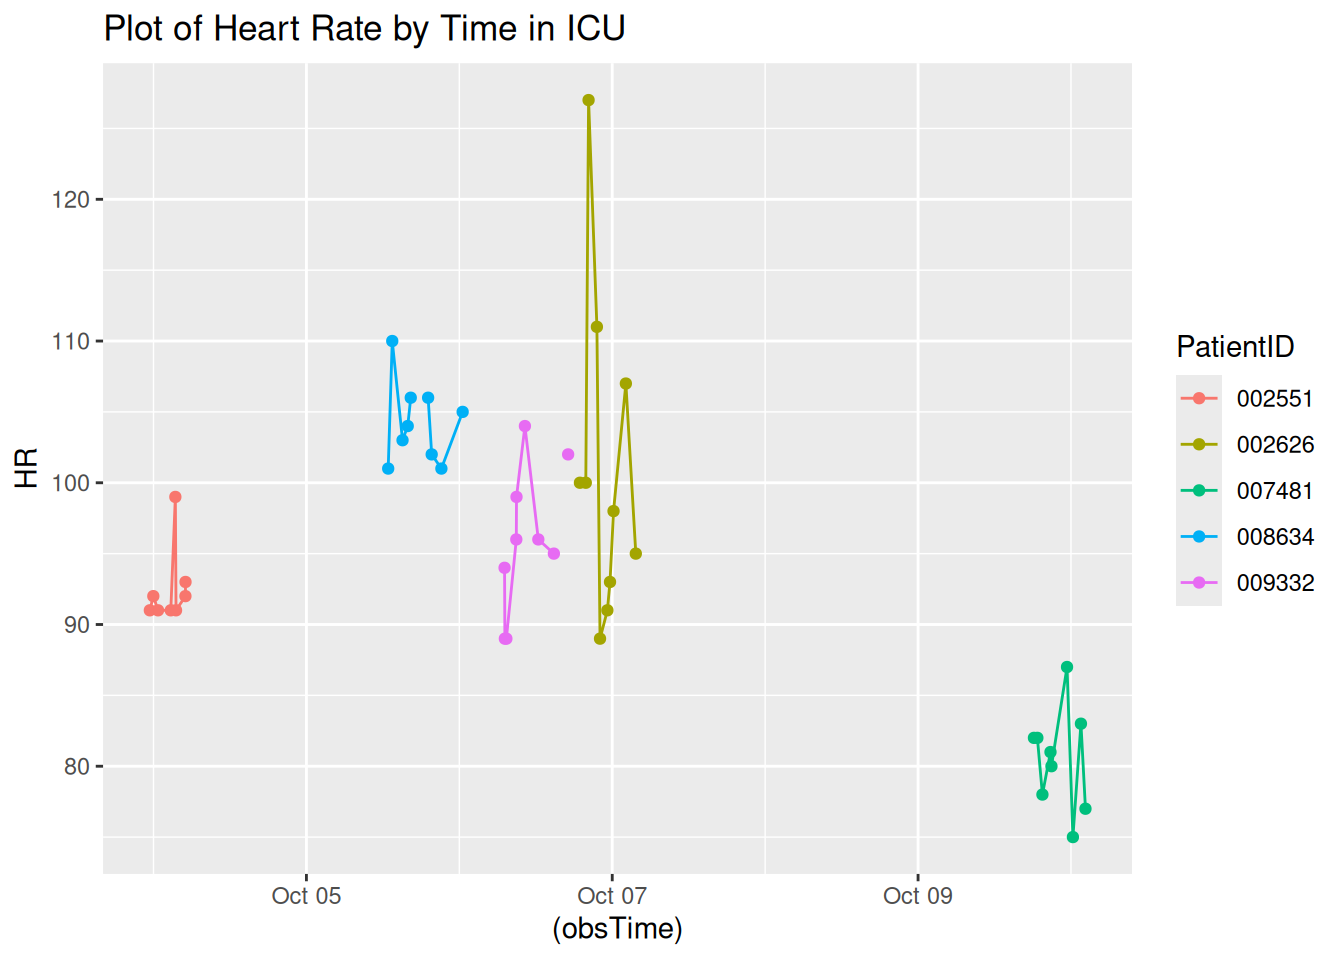 Plot of Heart Rate by Time in ICU
120
110
100
90
80
HR
Oct 05
Oct 07
Oct 09
(obsTime)
PatientID
002551
002626
007481
008634
009332